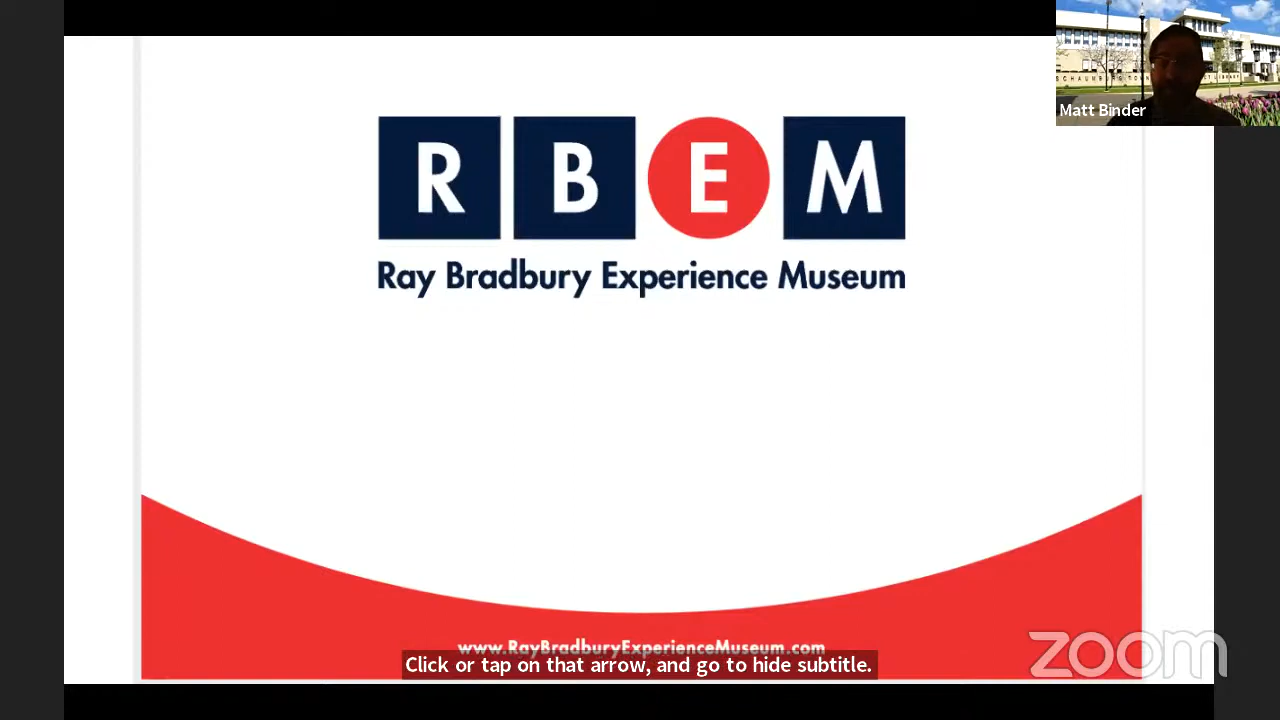 R B E M
Ray Bradbury Experience Museum
Matt Binder
www.RayBradburyExperienceMuseum.com
Click or tap on that arrow, and go to hide subtitle.
zoom